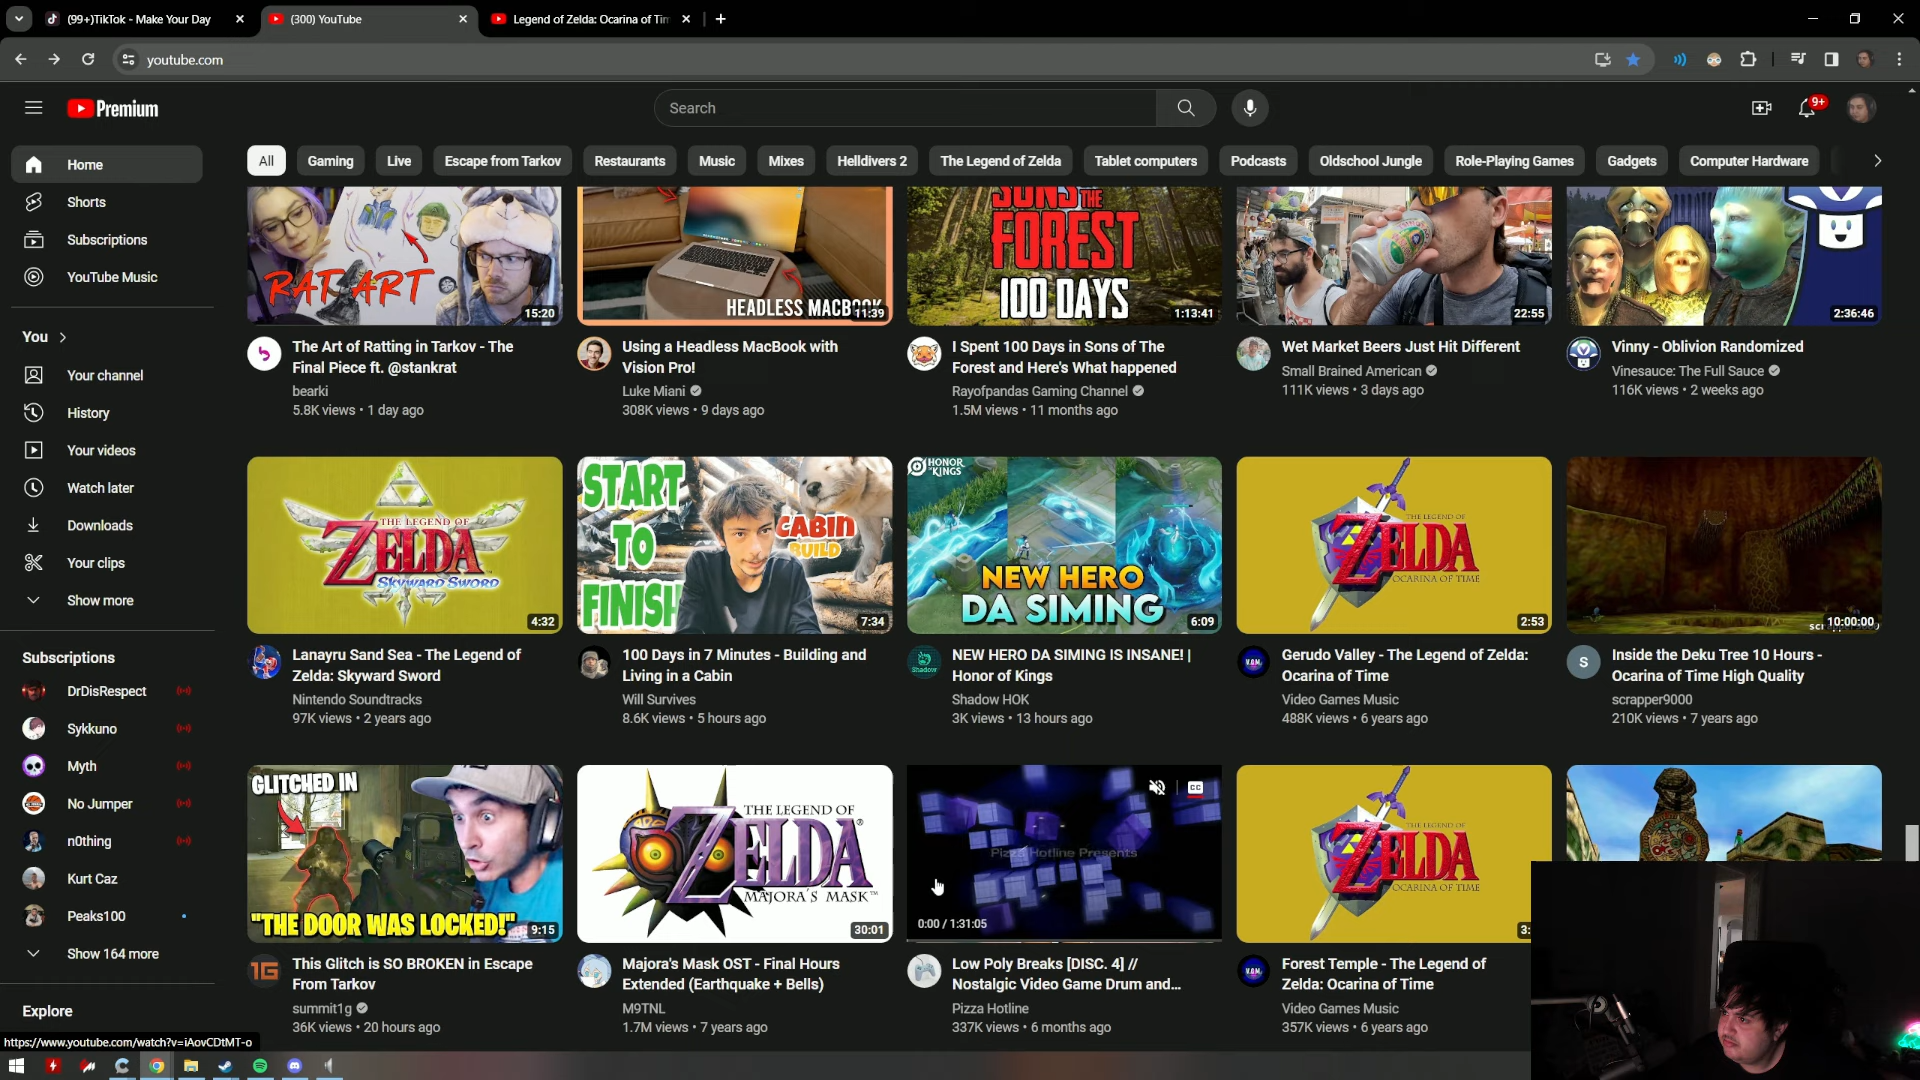 (99+)TikTok - Make Your Day
(300) YouTube
Legend of Zelda: Ocarina of Tim
youtube.com
Premium
Search
9+
Home
Shorts
Subscriptions
YouTube Music
You
Your channel
History
Your videos
Watch later
Downloads
Your clips
Show more
Subscriptions
DrDisRespect
Sykkuno
Myth
No Jumper
n0thing
Kurt Caz
Peaks100
Show 164 more
Explore
All
Gaming
Live
Escape from Tarkov
Restaurants
Music
Mixes
Helldivers 2
The Legend of Zelda
Tablet computers
Podcasts
Oldschool Jungle
Role-Playing Games
Gadgets
Computer Hardware
RAT ART
15:20
The Art of Ratting in Tarkov - The
Final Piece ft. @stankrat
bearki
5.8K views • 1 day ago
HEADLESS MACBOOK
11:39
Using a Headless MacBook with
Vision Pro!
Luke Miani
308K views • 9 days ago
SONS OF THE
FOREST
100 DAYS
1:13:41
I Spent 100 Days in Sons of The
Forest and Here's What happened
Rayofpandas Gaming Channel
1.5M views • 11 months ago
22:55
Wet Market Beers Just Hit Different
Small Brained American
111K views • 3 days ago
2:36:46
Vinny - Oblivion Randomized
Vinesauce: The Full Sauce
116K views • 2 weeks ago
THE LEGEND OF
ZELDA
SKYWARD SWORD
4:32
Lanayru Sand Sea - The Legend of
Zelda: Skyward Sword
Nintendo Soundtracks
97K views • 2 years ago
START
TO
FINISH
CABIN
BUILD
7:34
100 Days in 7 Minutes - Building and
Living in a Cabin
Will Survives
8.6K views • 5 hours ago
HONOR
OF KINGS
NEW HERO
DA SIMING
6:09
Shadow
NEW HERO DA SIMING IS INSANE! |
Honor of Kings
Shadow HOK
3K views • 13 hours ago
THE LEGEND OF
ZELDA
OCARINA OF TIME
2:53
V.G.M.
Gerudo Valley - The Legend of Zelda:
Ocarina of Time
Video Games Music
488K views • 6 years ago
10:00:00
S
Inside the Deku Tree 10 Hours -
Ocarina of Time High Quality
scrapper9000
210K views • 7 years ago
GLITCHED IN
"THE DOOR WAS LOCKED!"
9:15
1G
This Glitch is SO BROKEN in Escape
From Tarkov
summit1g
36K views • 20 hours ago
THE LEGEND OF
ZELDA
MAJORA'S MASK™
30:01
Majora's Mask OST - Final Hours
Extended (Earthquake + Bells)
M9TNL
1.7M views • 7 years ago
CC
Pizza Hotline Presents
0:00 / 1:31:05
Low Poly Breaks [DISC. 4] //
Nostalgic Video Game Drum and...
Pizza Hotline
337K views • 6 months ago
THE LEGEND OF
ZELDA
OCARINA OF TIME
3:
V.G.M.
Forest Temple - The Legend of
Zelda: Ocarina of Time
Video Games Music
357K views • 6 years ago
https://www.youtube.com/watch?v=iAovCDtMT-o